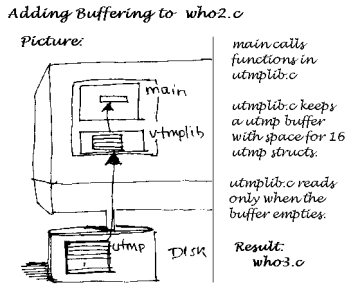 Adding Buffering to who2.c
Picture:
main
utmplib
utmp
DISK
main calls
functions in
utmplib.c
utmplib.c keeps
a utmp buffer
with space for 16
utmp structs.
utmplib.c reads
only when the
buffer empties.
Result:
who3.c